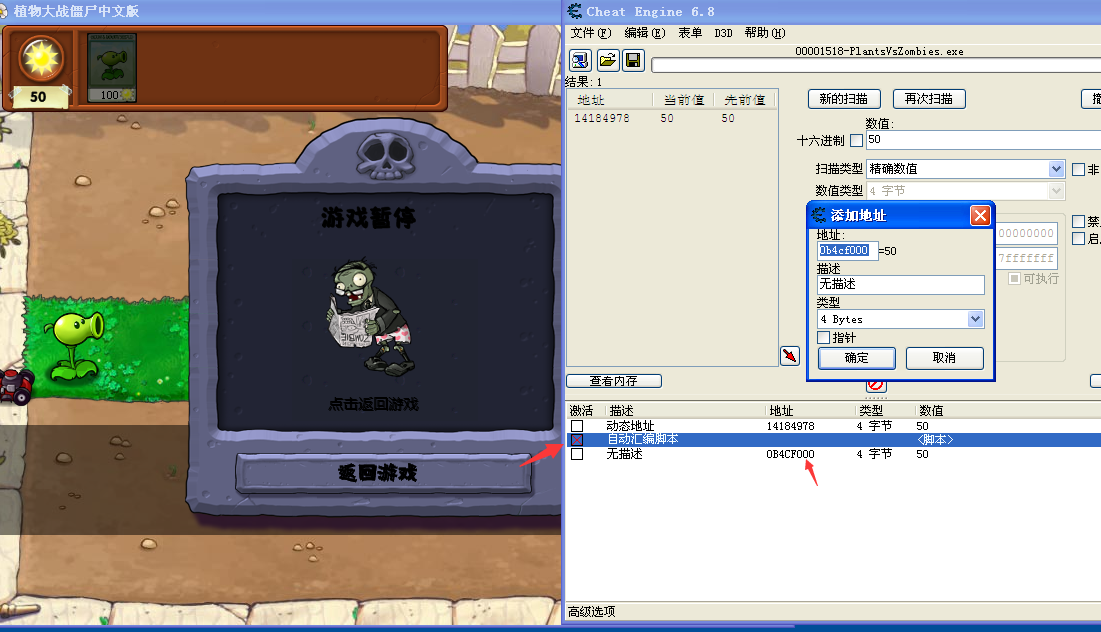 植物大战僵尸中文版
50
100
游戏暂停
ZOMBIE
点击返回游戏
返回游戏
Cheat Engine 6.8
文件(F) 编辑(E) 表单 D3D 帮助(H)
00001518-PlantsVsZombies.exe
结果: 1
地址 当前值 先前值
14184978 50 50
新的扫描 再次扫描 撤
数值:
十六进制 50
扫描类型 精确数值 非
数值类型 4 字节
添加地址
地址:
0b4cf000 =50
描述
无描述
类型
4 Bytes
指针
确定 取消
00000000 禁
启
7fffffff
可执行
查看内存
激活 描述 地址 类型 数值
动态地址 14184978 4 字节 50
自动汇编脚本 <脚本>
无描述 0B4CF000 4 字节 50
高级选项